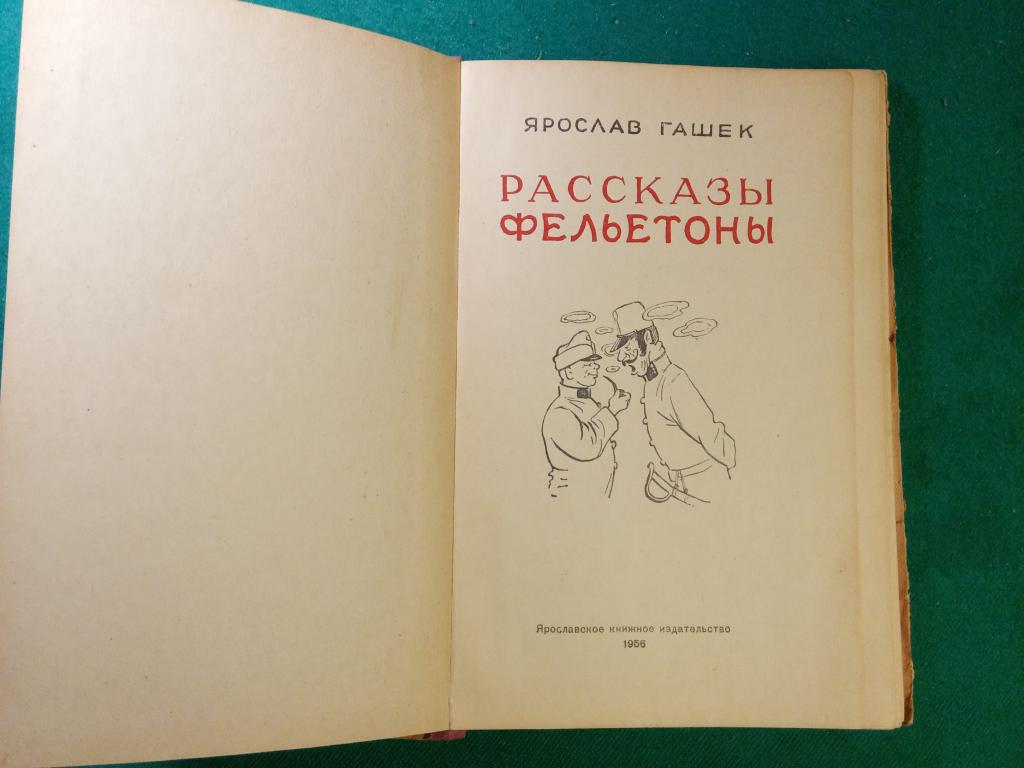 ЯРОСЛАВ ГАШЕК
РАССКАЗЫ
ФЕЛЬЕТОНЫ
Ярославское книжное издательство
1956